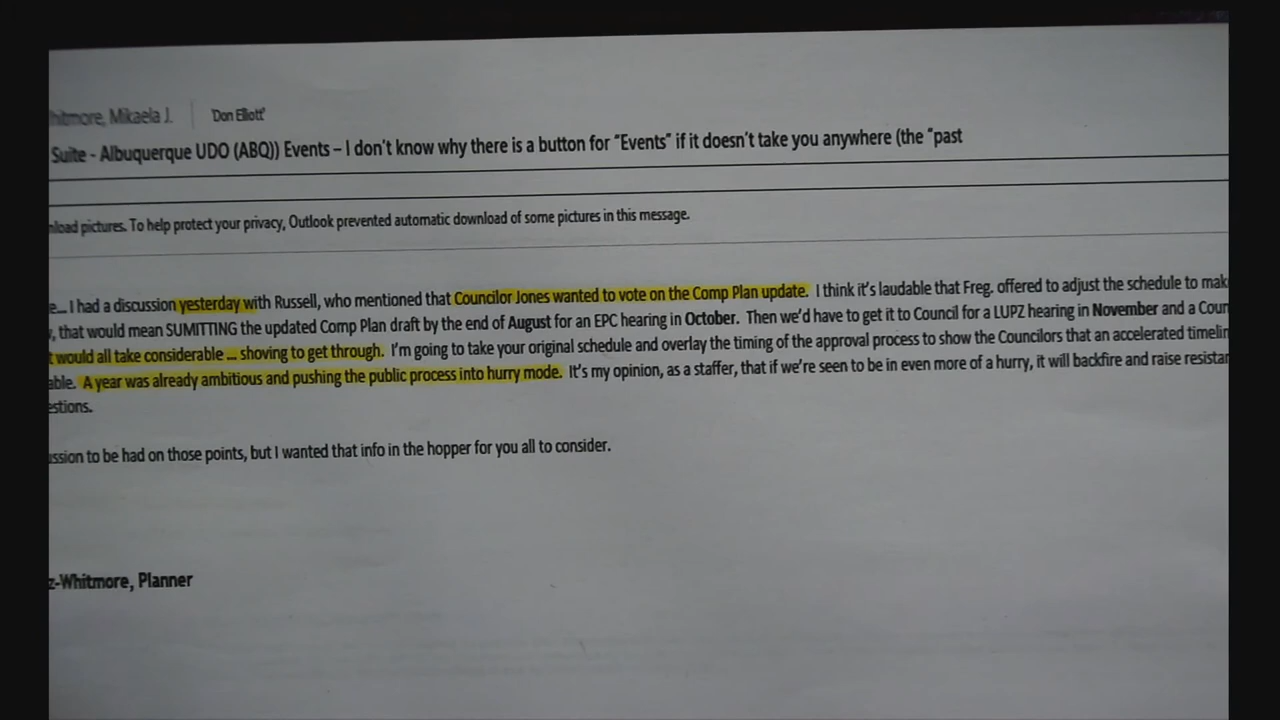 hitmore, Mikaela J. 'Don Elliott'
Suite - Albuquerque UDO (ABQ)) Events – I don't know why there is a button for "Events" if it doesn't take you anywhere (the "past
nload pictures. To help protect your privacy, Outlook prevented automatic download of some pictures in this message.
e... I had a discussion yesterday with Russell, who mentioned that Councilor Jones wanted to vote on the Comp Plan update. I think it's laudable that Freg. offered to adjust the schedule to mak
, that would mean SUMITTING the updated Comp Plan draft by the end of August for an EPC hearing in October. Then we'd have to get it to Council for a LUPZ hearing in November and a Coun
t would all take considerable ... shoving to get through. I'm going to take your original schedule and overlay the timing of the approval process to show the Councilors that an accelerated timelin
able. A year was already ambitious and pushing the public process into hurry mode. It's my opinion, as a staffer, that if we're seen to be in even more of a hurry, it will backfire and raise resistan
estions.
ussion to be had on those points, but I wanted that info in the hopper for you all to consider.
z-Whitmore, Planner